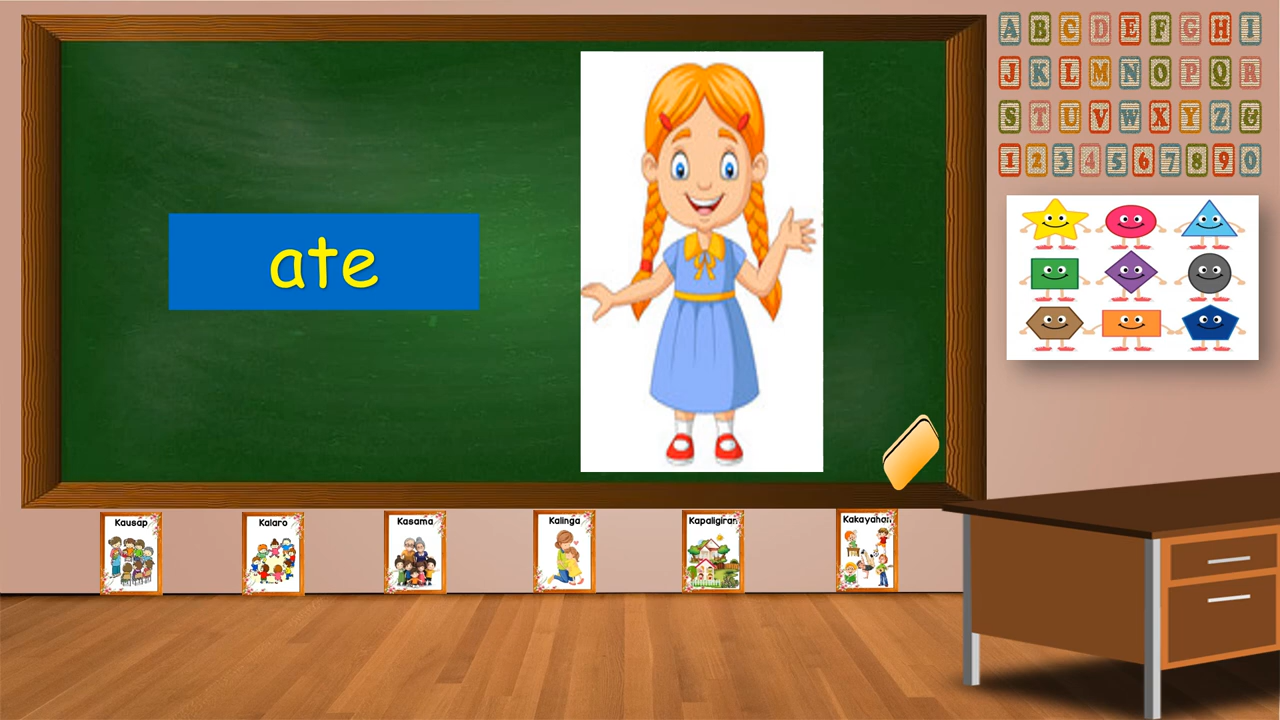 ate
A B C D E F G H I
J K L M N O P Q R
S T U V W X Y Z &
1 2 3 4 5 6 7 8 9 0
Kausap
Kalaro
Kasama
Kalinga
Kapaligiran
Kakayahan